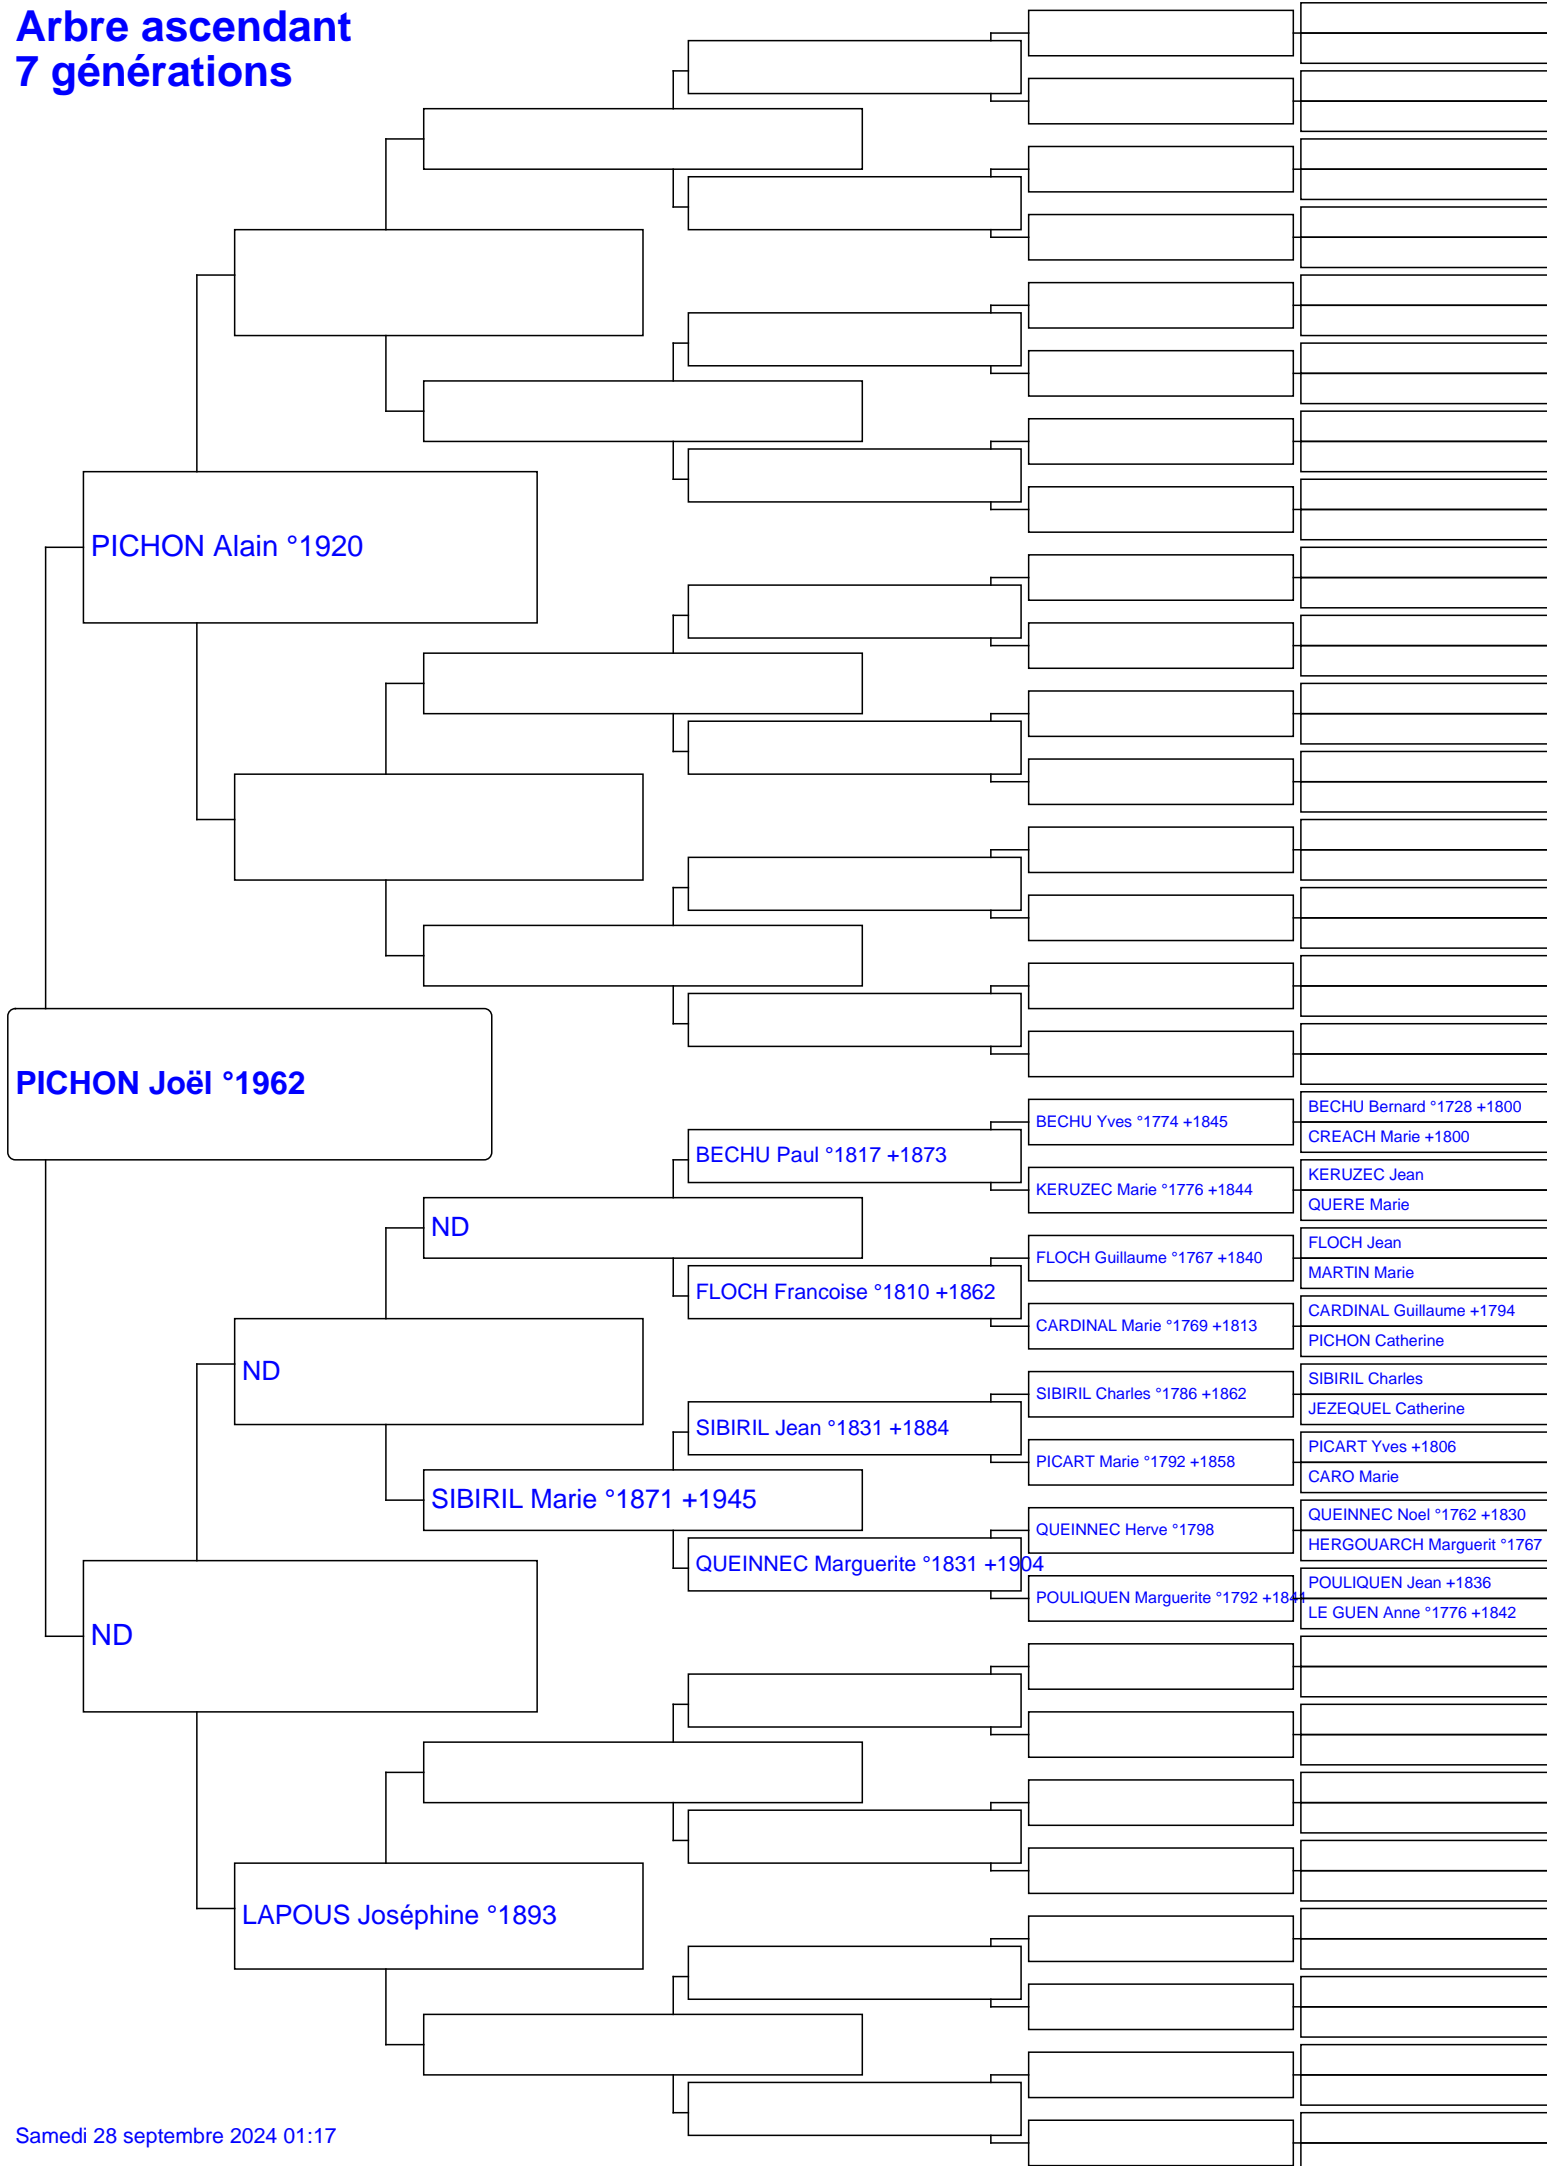 Arbre ascendant
7 générations
PICHON Alain °1920
PICHON Joël °1962
BECHU Yves °1774 +1845
BECHU Bernard °1728 +1800
CREACH Marie +1800
BECHU Paul °1817 +1873
KERUZEC Marie °1776 +1844
KERUZEC Jean
QUERE Marie
ND
FLOCH Guillaume °1767 +1840
FLOCH Jean
MARTIN Marie
FLOCH Francoise °1810 +1862
CARDINAL Marie °1769 +1813
CARDINAL Guillaume +1794
PICHON Catherine
ND
SIBIRIL Charles °1786 +1862
SIBIRIL Charles
JEZEQUEL Catherine
SIBIRIL Jean °1831 +1884
PICART Marie °1792 +1858
PICART Yves +1806
CARO Marie
SIBIRIL Marie °1871 +1945
QUEINNEC Herve °1798
QUEINNEC Noel °1762 +1830
HERGOUARCH Marguerit °1767
QUEINNEC Marguerite °1831 +1904
POULIQUEN Marguerite °1792 +1841
POULIQUEN Jean +1836
LE GUEN Anne °1776 +1842
ND
LAPOUS Joséphine °1893
Samedi 28 septembre 2024 01:17